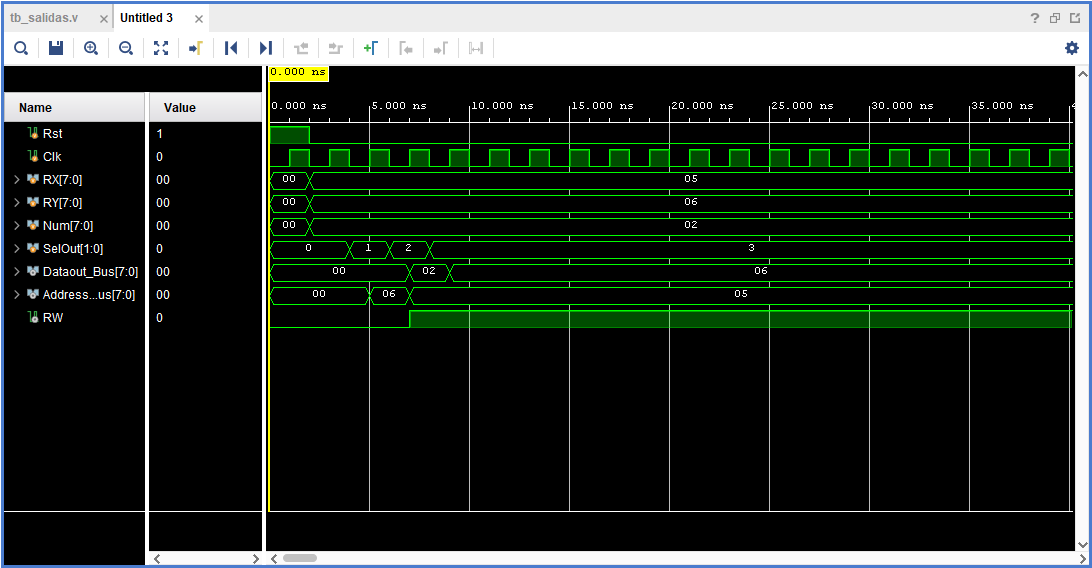 tb_salidas.v × Untitled 3 × ?
0.000 ns
Name Value
0.000 ns 5.000 ns 10.000 ns 15.000 ns 20.000 ns 25.000 ns 30.000 ns 35.000 ns
Rst 1
Clk 0
RX[7:0] 00 00 05
RY[7:0] 00 00 06
Num[7:0] 00 00 02
SelOut[1:0] 0 0 1 2 3
Dataout_Bus[7:0] 00 00 02 06
Address...us[7:0] 00 00 06 05
RW 0